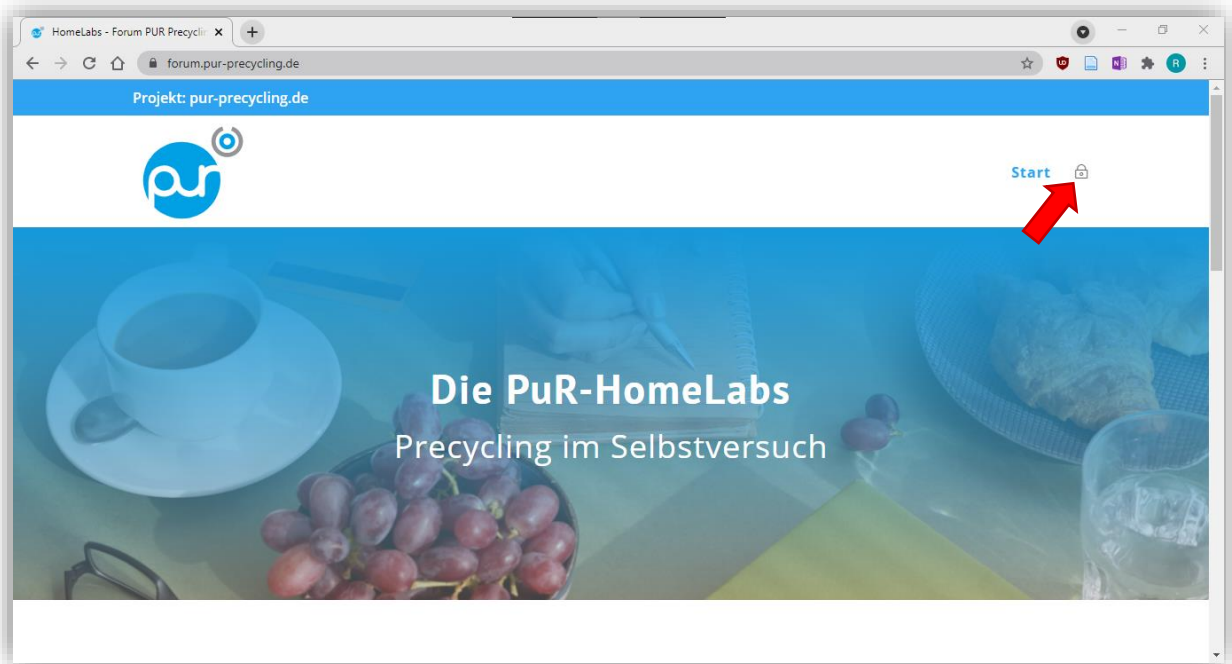 HomeLabs - Forum PUR Precyclin
forum.pur-precycling.de
R
Projekt: pur-precycling.de
pur
Start
Die PuR-HomeLabs
Precycling im Selbstversuch